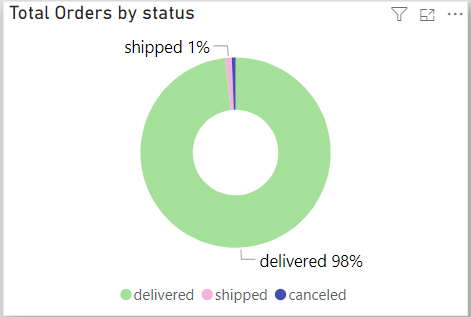 Total Orders by status
shipped 1%
delivered 98%
delivered shipped canceled